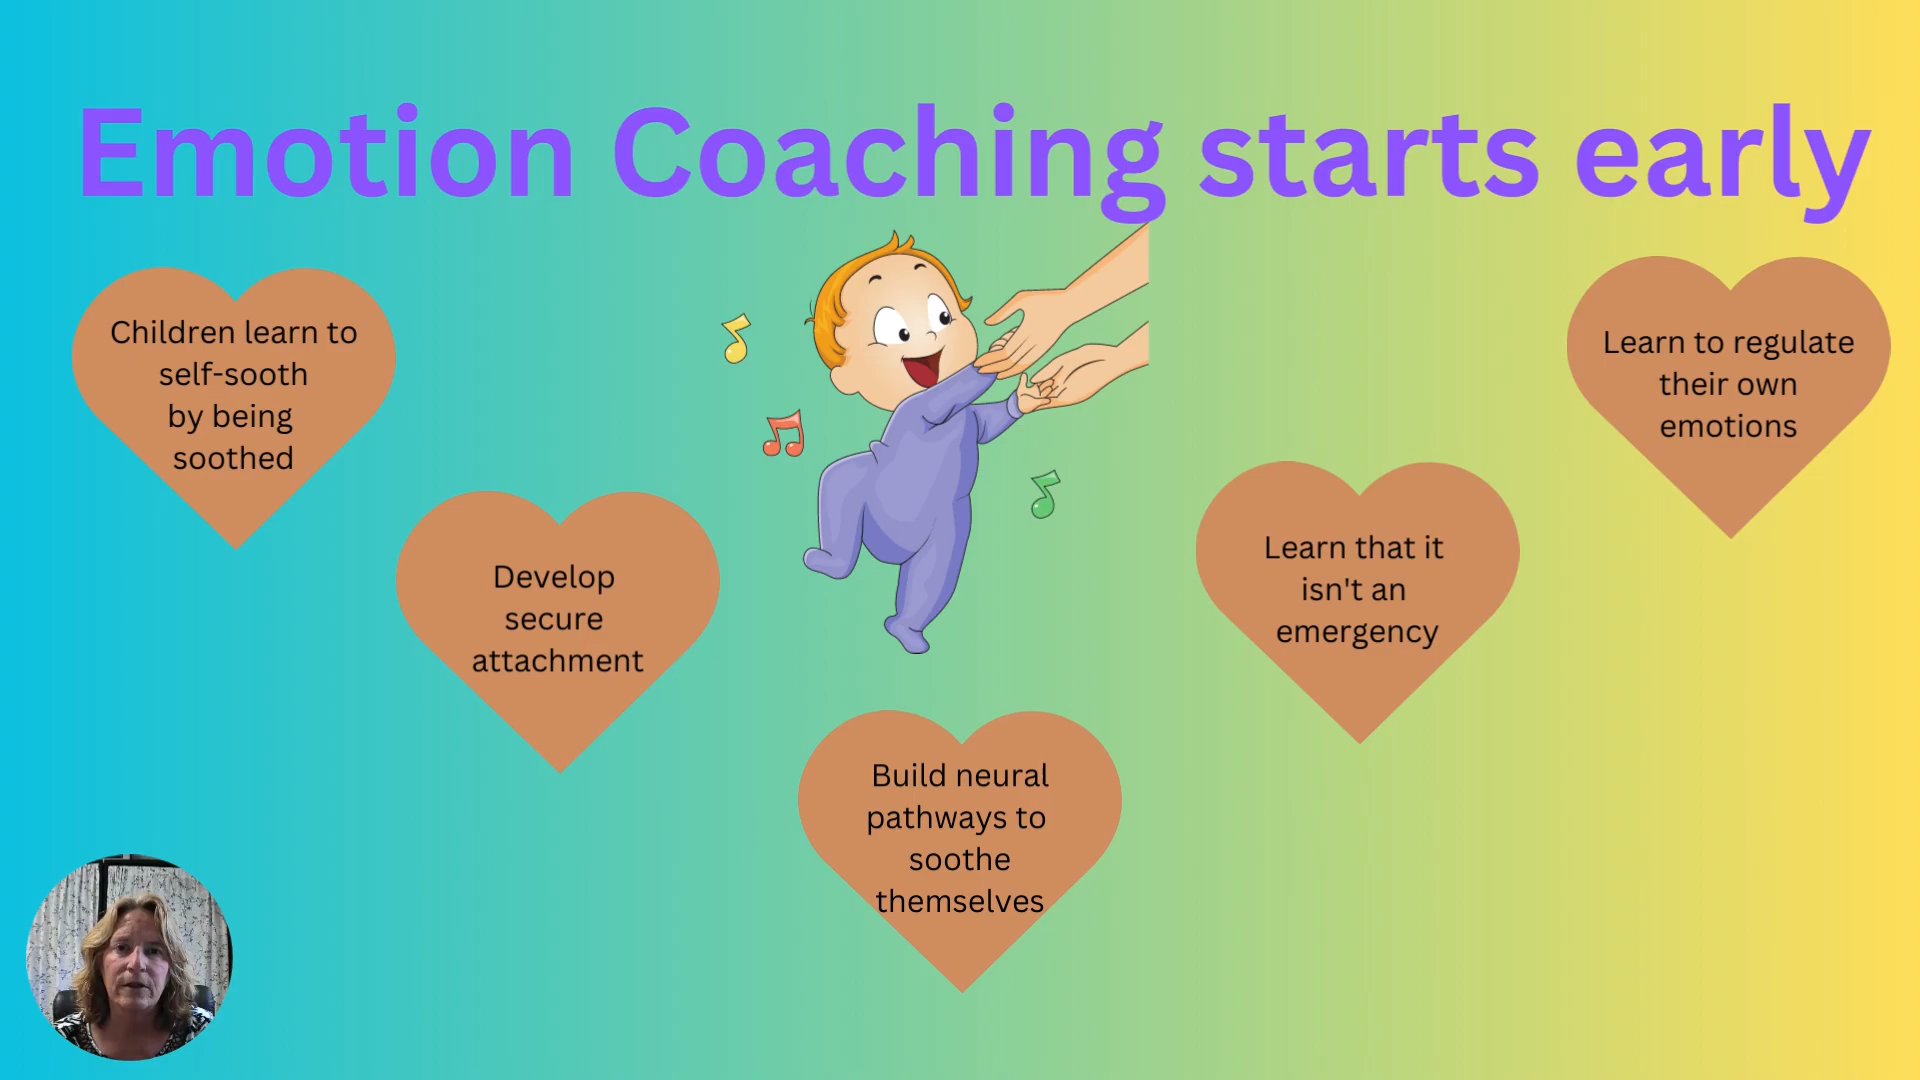 Emotion Coaching starts early
Children learn to
self-sooth
by being
soothed
Develop
secure
attachment
Build neural
pathways to
soothe
themselves
Learn that it
isn't an
emergency
Learn to regulate
their own
emotions